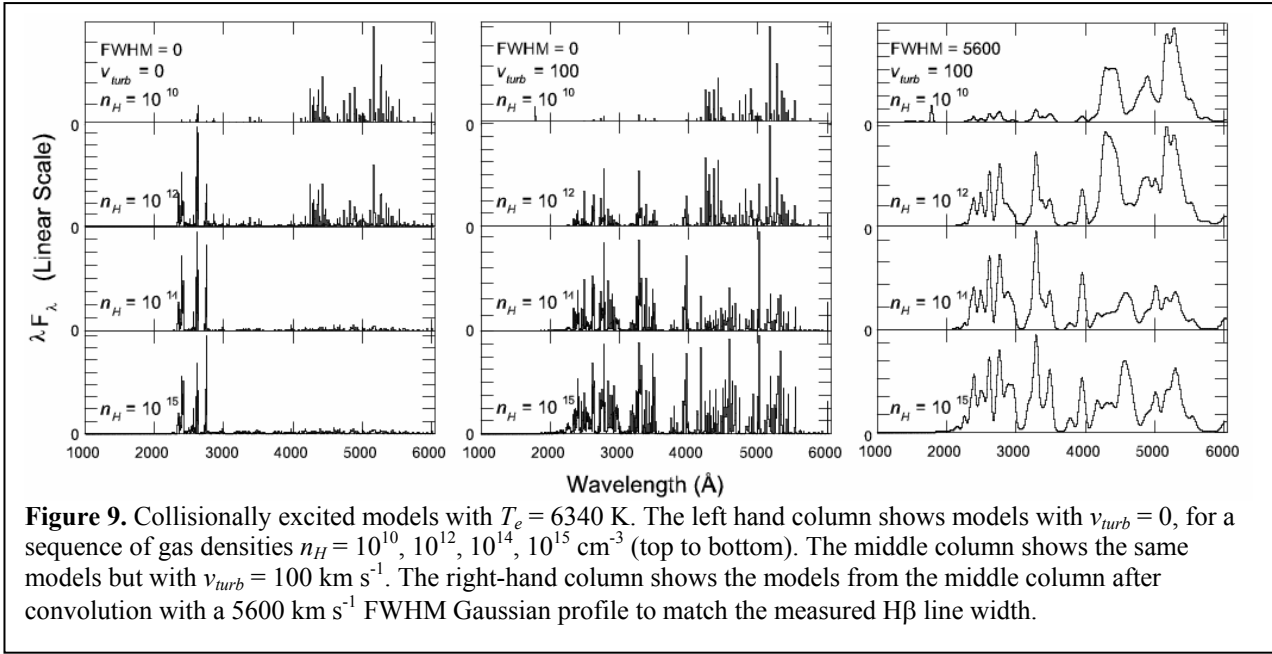 FWHM = 0
v_turb = 0
n_H = 10^10
0
n_H = 10^12
0
n_H = 10^14
0
n_H = 10^15
0
1000 2000 3000 4000 5000 6000
FWHM = 0
v_turb = 100
n_H = 10^10
0
n_H = 10^12
0
n_H = 10^14
0
n_H = 10^15
0
1000 2000 3000 4000 5000 6000
FWHM = 5600
v_turb = 100
n_H = 10^10
0
n_H = 10^12
0
n_H = 10^14
0
n_H = 10^15
0
1000 2000 3000 4000 5000 6000
λF_λ (Linear Scale)
Wavelength (Å)
Figure 9. Collisionally excited models with T_e = 6340 K. The left hand column shows models with v_turb = 0, for a
sequence of gas densities n_H = 10^10, 10^12, 10^14, 10^15 cm^-3 (top to bottom). The middle column shows the same
models but with v_turb = 100 km s^-1. The right-hand column shows the models from the middle column after
convolution with a 5600 km s^-1 FWHM Gaussian profile to match the measured Hβ line width.